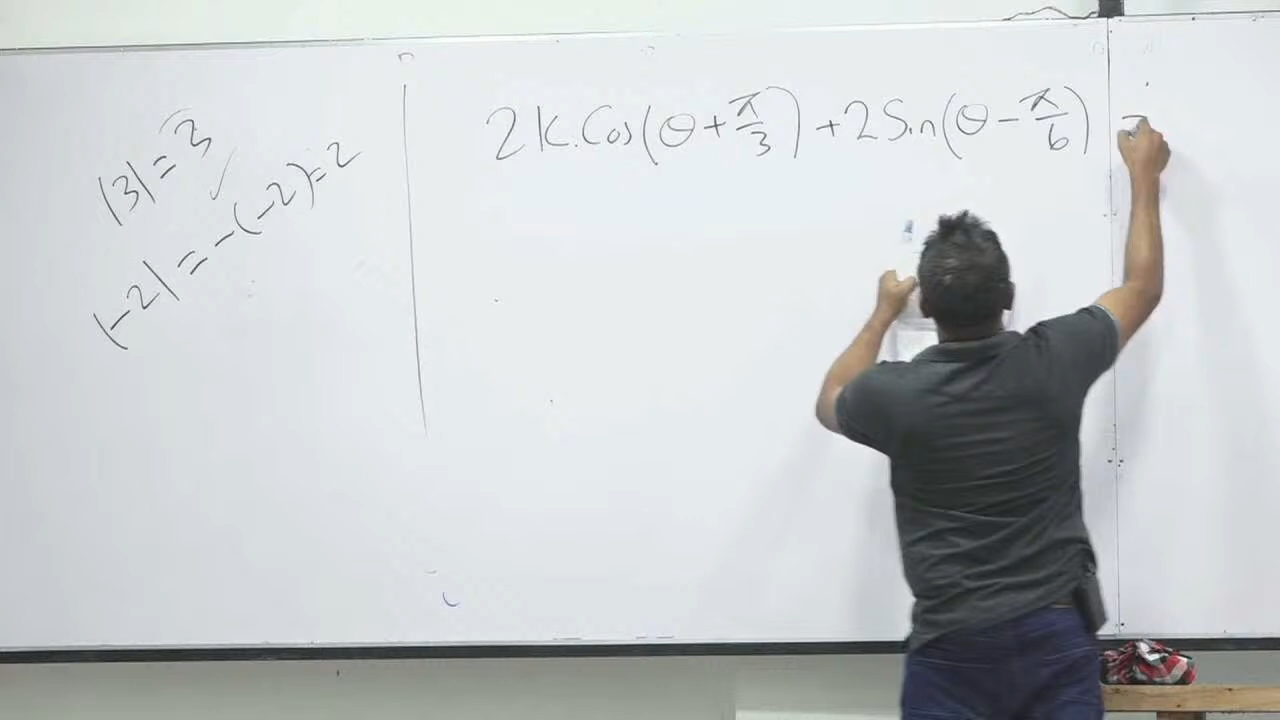 |3| = 3 ✓
|-2| = -(-2) = 2
2K.Cos(θ + π/3) + 2Sin(θ - π/6) =